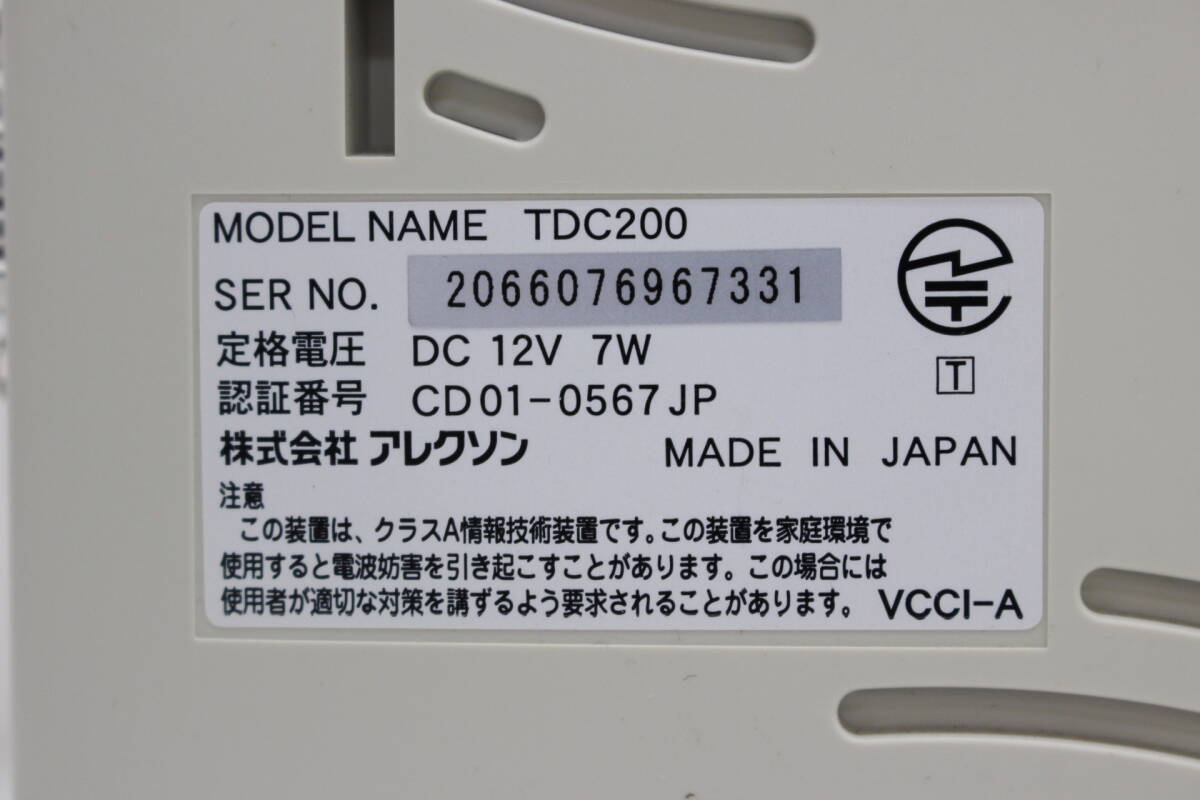 MODEL NAME TDC200
SER NO. 2066076967331
定格電圧 DC 12V 7W
認証番号 CD01-0567JP
T
株式会社 アレクソン MADE IN JAPAN
注意
この装置は、クラスA情報技術装置です。この装置を家庭環境で
使用すると電波妨害を引き起こすことがあります。この場合には
使用者が適切な対策を講ずるよう要求されることがあります。 VCCI-A